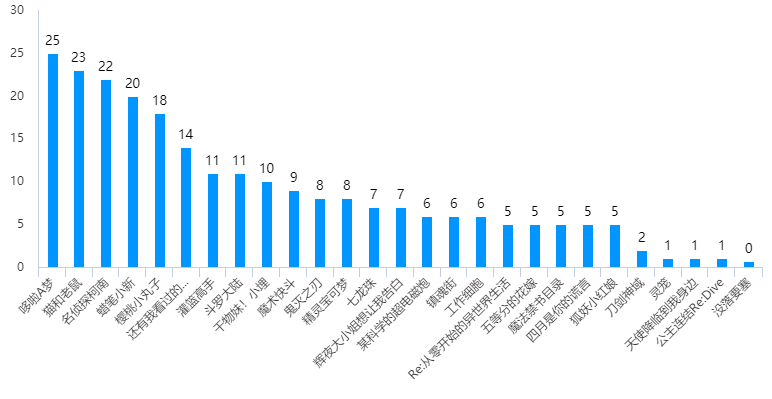 30
25
20
15
10
5
0
25
23
22
20
18
14
11
11
10
9
8
8
7
7
6
6
6
5
5
5
5
5
2
1
1
1
0
哆啦A梦
猫和老鼠
名侦探柯南
蜡笔小新
樱桃小丸子
还有我看过的...
灌篮高手
斗罗大陆
干物妹！小埋
魔术快斗
鬼灭之刃
精灵宝可梦
七龙珠
辉夜大小姐想让我告白
某科学的超电磁炮
镇魂街
工作细胞
Re:从零开始的异世界生活
五等分的花嫁
魔法禁书目录
四月是你的谎言
狐妖小红娘
刀剑神域
灵笼
天使降临到我身边
公主连结Re:Dive
没落要塞